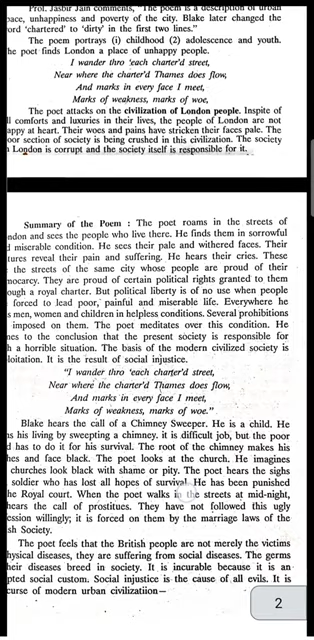 Prof. Jasbir Jain comments, "The poem is a description of urban
pace, unhappiness and poverty of the city. Blake later changed the
ord 'chartered' to 'dirty' in the first two lines."
The poem portrays (i) childhood (2) adolescence and youth.
he poet finds London a place of unhappy people.
I wander thro 'each charter'd street,
Near where the charter'd Thames does flow,
And marks in every face I meet,
Marks of weakness, marks of woe,
The poet attacks on the civilization of London people. Inspite of
ll comforts and luxuries in their lives, the people of London are not
appy at heart. Their woes and pains have stricken their faces pale. The
oor section of society is being crushed in this civilization. The society
n London is corrupt and the society itself is responsible for it.
Summary of the Poem : The poet roams in the streets of
ndon and sees the people who live there. He finds them in sorrowful
d miserable condition. He sees their pale and withered faces. Their
tures reveal their pain and suffering. He hears their cries. These
the streets of the same city whose people are proud of their
mocarcy. They are proud of certain political rights granted to them
ough a royal charter. But political liberty is of no use when people
forced to lead poor, painful and miserable life. Everywhere he
s men, women and children in helpless conditions. Several prohibitions
imposed on them. The poet meditates over this condition. He
nes to the conclusion that the present society is responsible for
h a horrible situation. The basis of the modern civilized society is
loitation. It is the result of social injustice.
"I wander thro 'each charter'd street,
Near where the charter'd Thames does flow,
And marks in every face I meet,
Marks of weakness, marks of woe."
Blake hears the call of a Chimney Sweeper. He is a child. He
ns his living by sweepting a chimney. it is difficult job, but the poor
d has to do it for his survival. The root of the chimney makes his
hes and face black. The poet looks at the church. He imagines
churches look black with shame or pity. The poet hears the sighs
soldier who has lost all hopes of survival. He has been punished
he Royal court. When the poet walks in the streets at mid-night,
hears the call of prostitues. They have not followed this ugly
ession willingly; it is forced on them by the marriage laws of the
sh Society.
The poet feels that the British people are not merely the victims
hysical diseases, they are suffering from social diseases. The germs
heir diseases breed in society. It is incurable because it is an
pted social custom. Social injustice is the cause of all evils. It is
curse of modern urban civilizatiion—
2